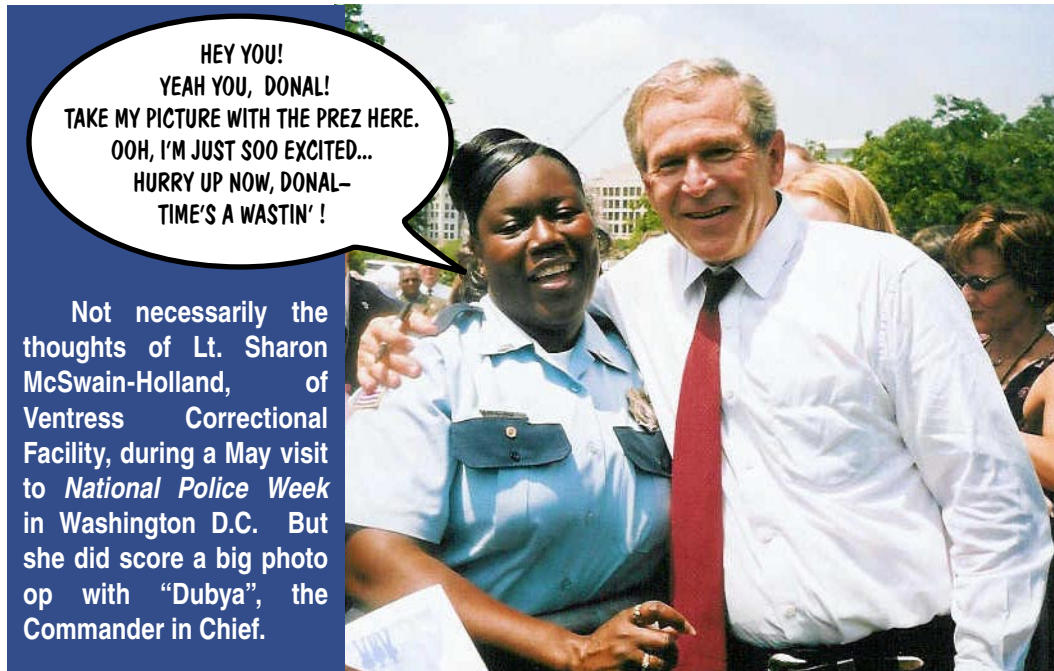 HEY YOU!
YEAH YOU, DONAL!
TAKE MY PICTURE WITH THE PREZ HERE.
OOH, I'M JUST SOO EXCITED...
HURRY UP NOW, DONAL–
TIME'S A WASTIN' !
Not necessarily the
thoughts of Lt. Sharon
McSwain-Holland, of
Ventress Correctional
Facility, during a May visit
to National Police Week
in Washington D.C. But
she did score a big photo
op with “Dubya”, the
Commander in Chief.